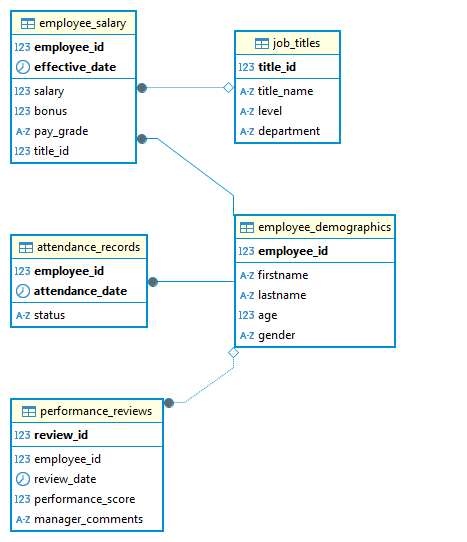 employee_salary
123 employee_id
effective_date
123 salary
123 bonus
A-Z pay_grade
123 title_id
job_titles
123 title_id
A-Z title_name
A-Z level
A-Z department
employee_demographics
123 employee_id
A-Z firstname
A-Z lastname
123 age
A-Z gender
attendance_records
123 employee_id
attendance_date
A-Z status
performance_reviews
123 review_id
123 employee_id
review_date
123 performance_score
A-Z manager_comments